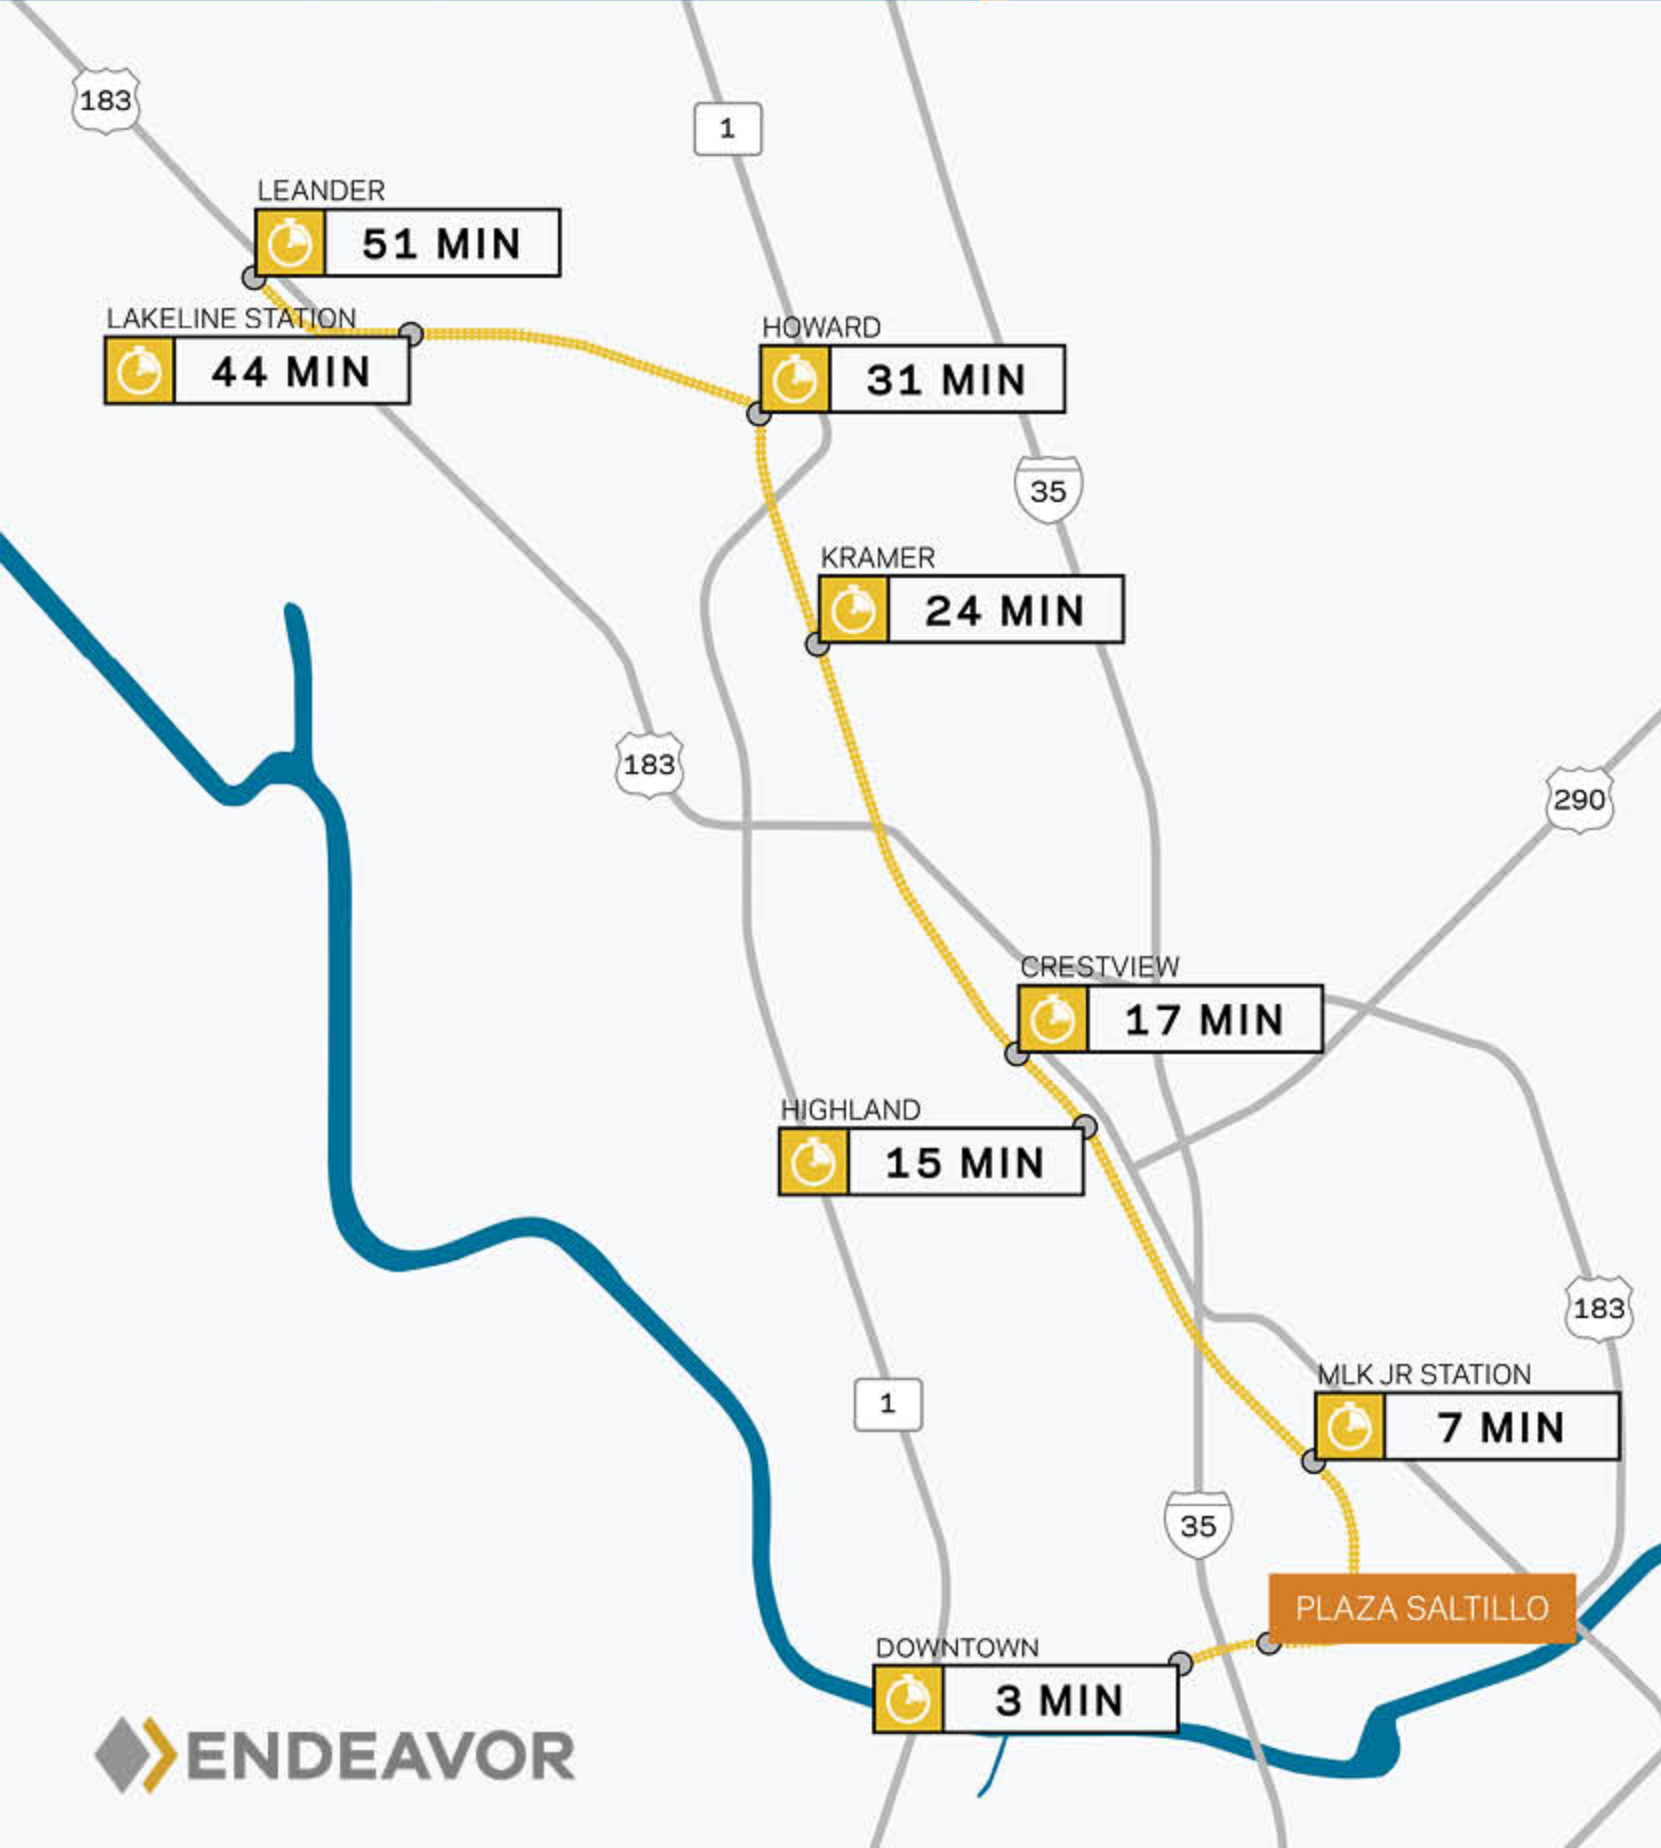 183
1
LEANDER
51 MIN
LAKELINE STATION
44 MIN
HOWARD
31 MIN
35
KRAMER
24 MIN
183
290
CRESTVIEW
17 MIN
HIGHLAND
15 MIN
183
MLK JR STATION
7 MIN
1
35
PLAZA SALTILLO
DOWNTOWN
3 MIN
ENDEAVOR